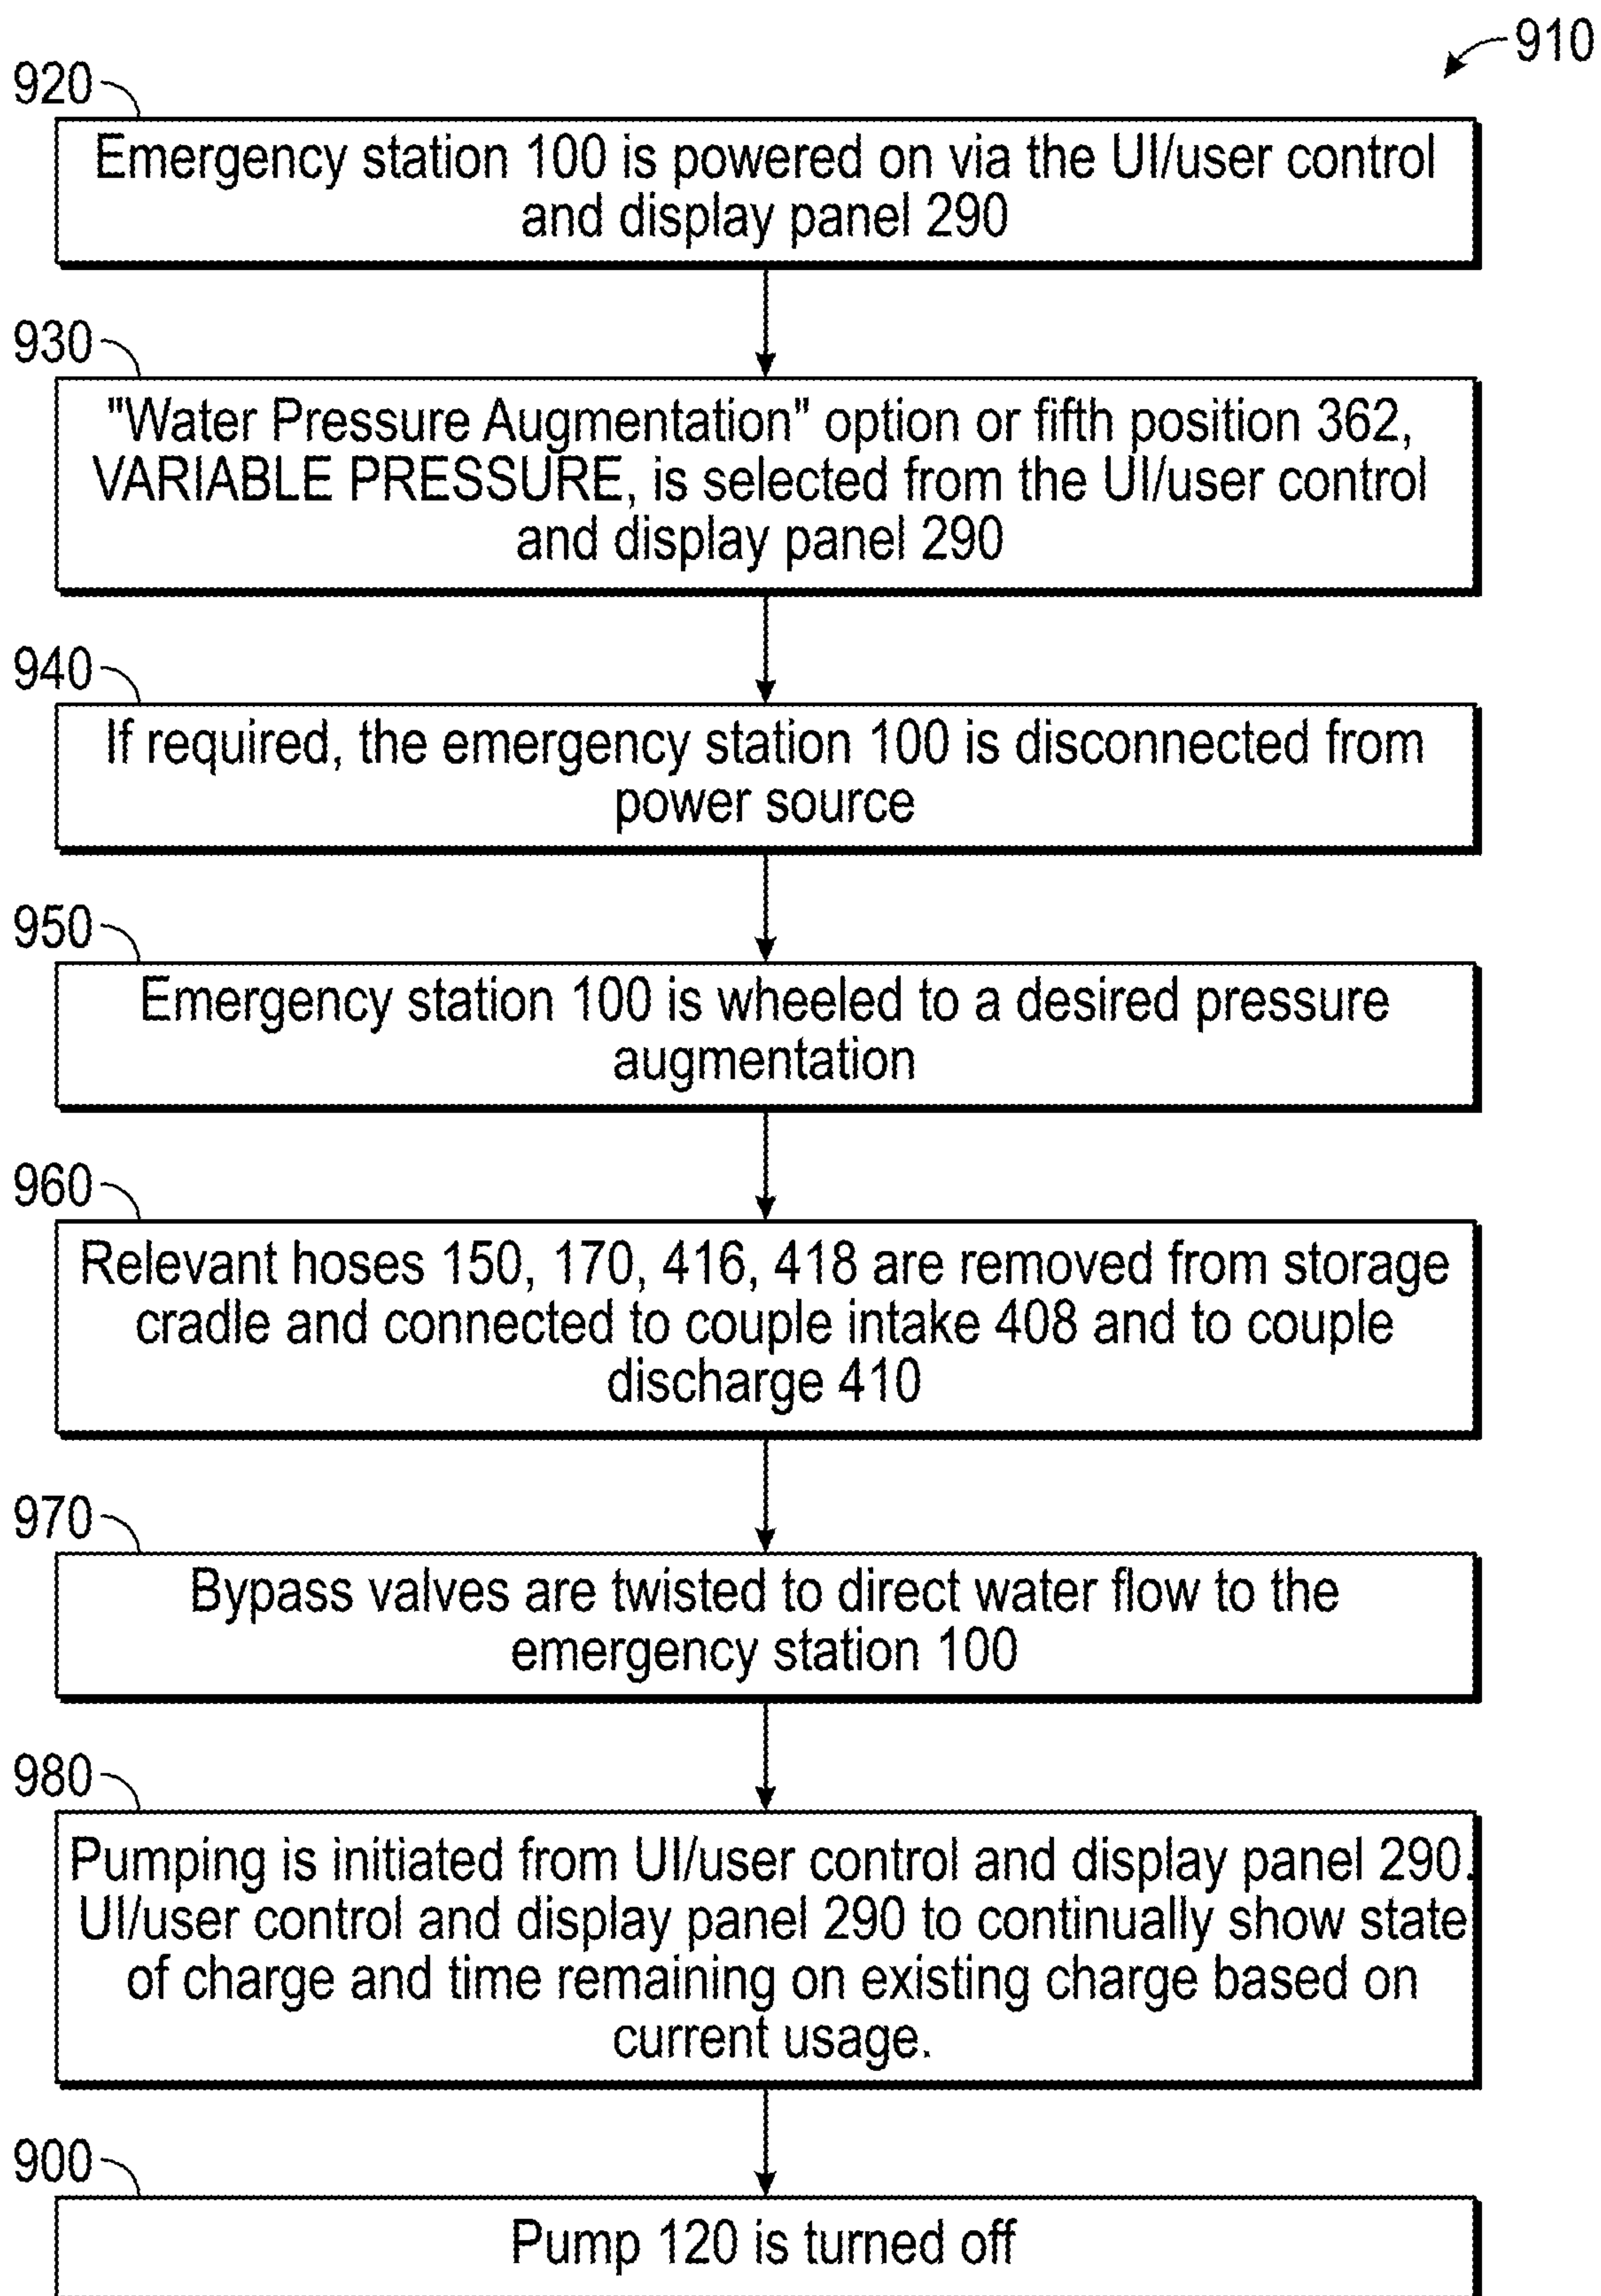 910
920
Emergency station 100 is powered on via the UI/user control
and display panel 290
930
"Water Pressure Augmentation" option or fifth position 362,
VARIABLE PRESSURE, is selected from the UI/user control
and display panel 290
940
If required, the emergency station 100 is disconnected from
power source
950
Emergency station 100 is wheeled to a desired pressure
augmentation
960
Relevant hoses 150, 170, 416, 418 are removed from storage
cradle and connected to couple intake 408 and to couple
discharge 410
970
Bypass valves are twisted to direct water flow to the
emergency station 100
980
Pumping is initiated from UI/user control and display panel 290.
UI/user control and display panel 290 to continually show state
of charge and time remaining on existing charge based on
current usage.
900
Pump 120 is turned off